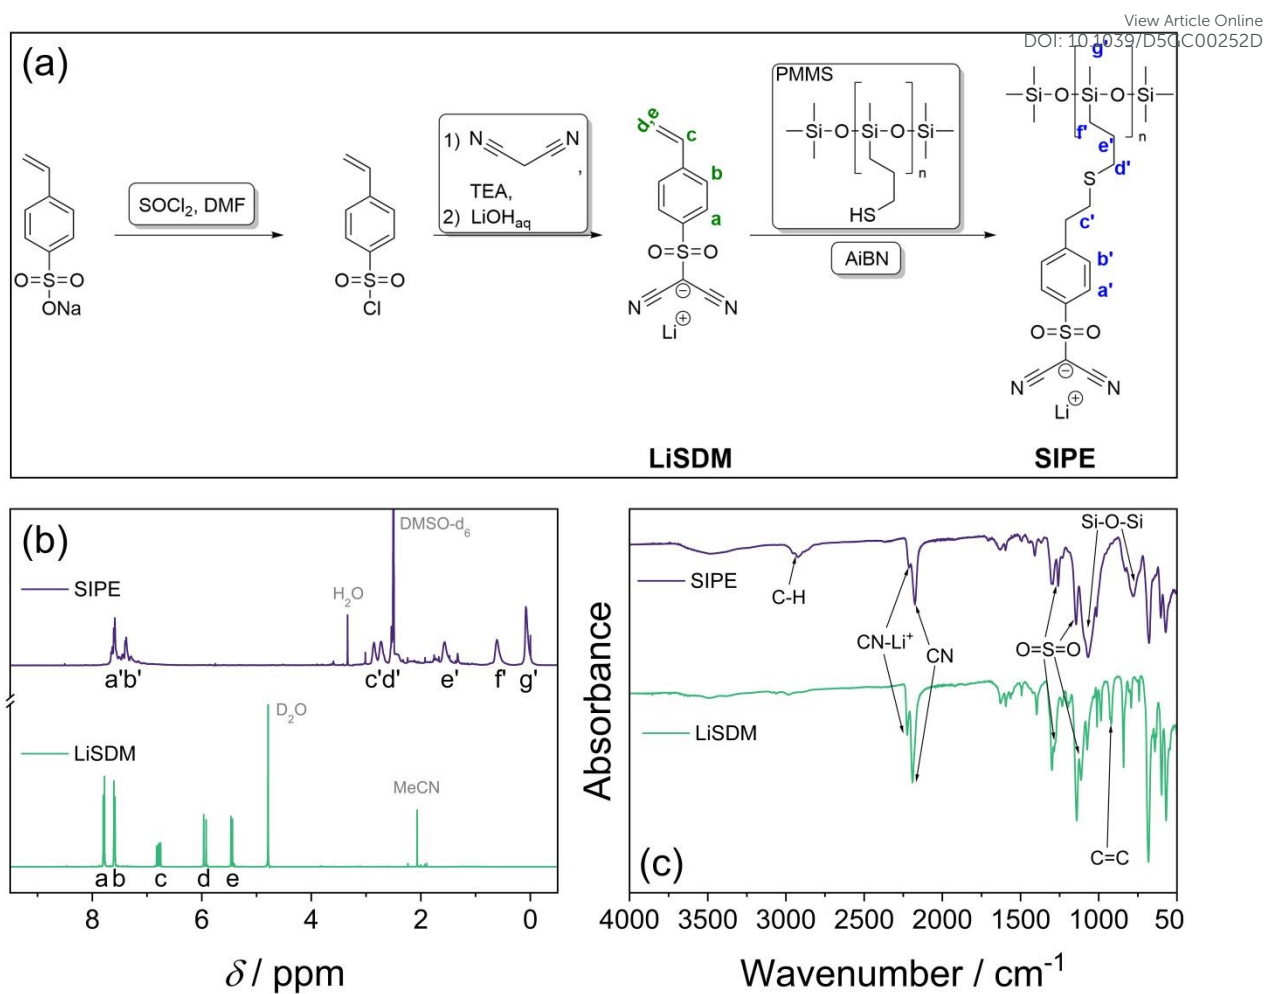 View Article Online
DOI: 10.1039/D5GC00252D
(a)
O=S=O
ONa
SOCl2, DMF
O=S=O
Cl
1) N N ,
TEA,
2) LiOHaq
d,e
c
b
a
O=S=O
N N
⊖
Li⊕
LiSDM
PMMS
Si-O-Si-O-Si
n
HS
AiBN
g'
Si-O-Si-O-Si
n
f'
e'
d'
S
c'
b'
a'
O=S=O
N N
⊖
Li⊕
SIPE
(b)
DMSO-d6
SIPE
H2O
a'b' c'd' e' f' g'
D2O
LiSDM
MeCN
a b c d e
8 6 4 2 0
δ / ppm
Si-O-Si
SIPE
C-H
CN-Li+
CN
O=S=O
LiSDM
C=C
(c)
Absorbance
4000 3500 3000 2500 2000 1500 1000 50
Wavenumber / cm-1